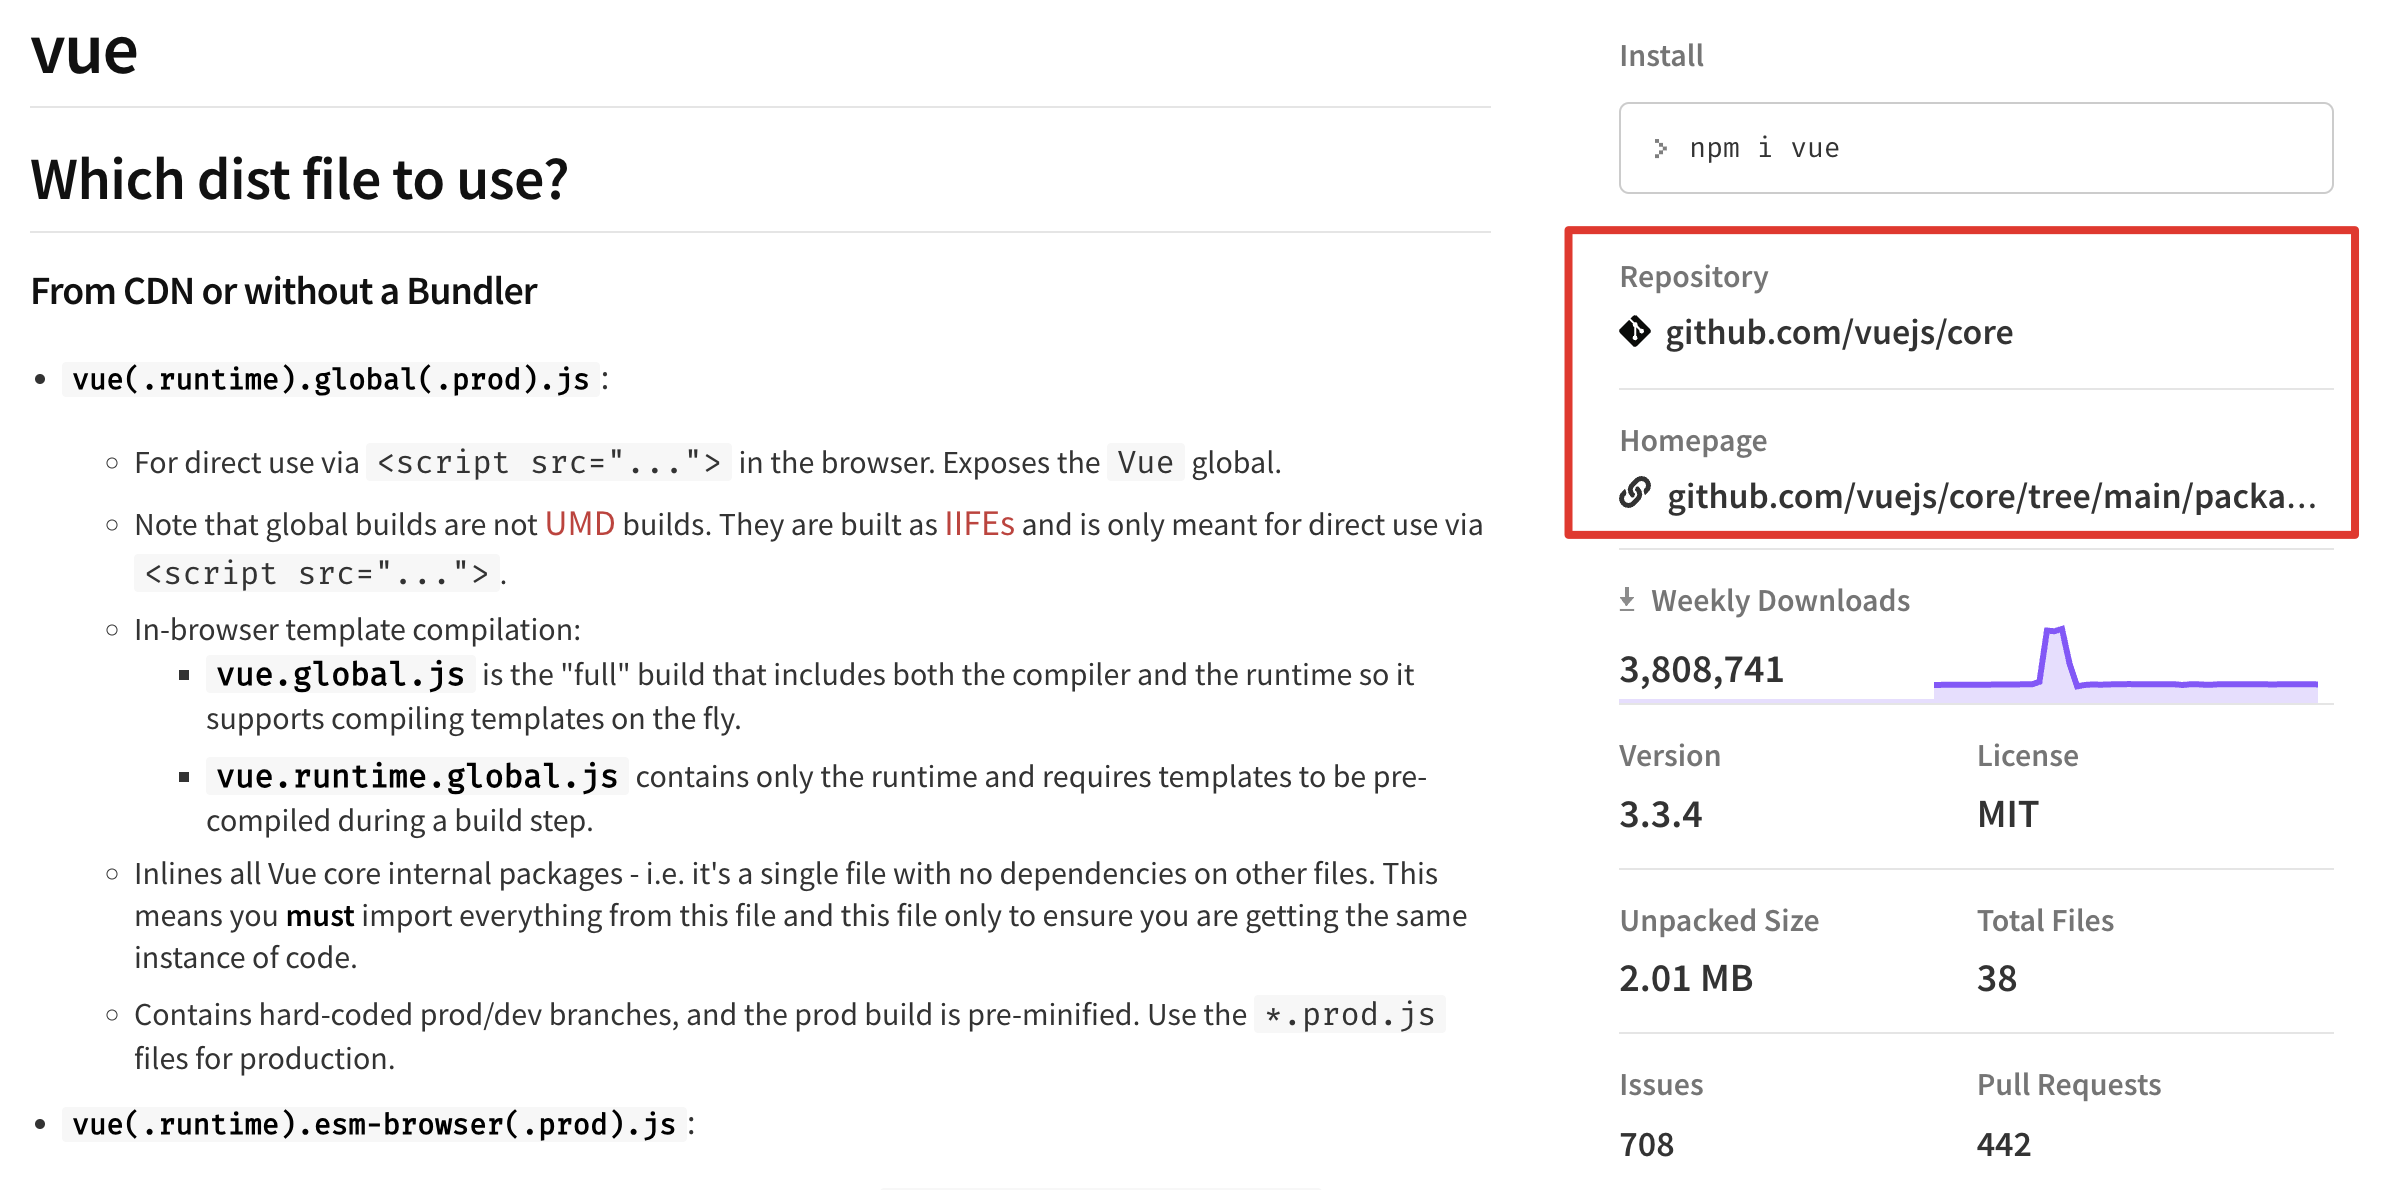 vue
Which dist file to use?
From CDN or without a Bundler
• vue(.runtime).global(.prod).js:
○ For direct use via <script src="..."> in the browser. Exposes the Vue global.
○ Note that global builds are not UMD builds. They are built as IIFEs and is only meant for direct use via
<script src="...">.
○ In-browser template compilation:
▪ vue.global.js is the "full" build that includes both the compiler and the runtime so it
supports compiling templates on the fly.
▪ vue.runtime.global.js contains only the runtime and requires templates to be pre-
compiled during a build step.
○ Inlines all Vue core internal packages - i.e. it's a single file with no dependencies on other files. This
means you must import everything from this file and this file only to ensure you are getting the same
instance of code.
○ Contains hard-coded prod/dev branches, and the prod build is pre-minified. Use the *.prod.js
files for production.
• vue(.runtime).esm-browser(.prod).js:
Install
> npm i vue
Repository
github.com/vuejs/core
Homepage
github.com/vuejs/core/tree/main/packa...
Weekly Downloads
3,808,741
Version License
3.3.4 MIT
Unpacked Size Total Files
2.01 MB 38
Issues Pull Requests
708 442